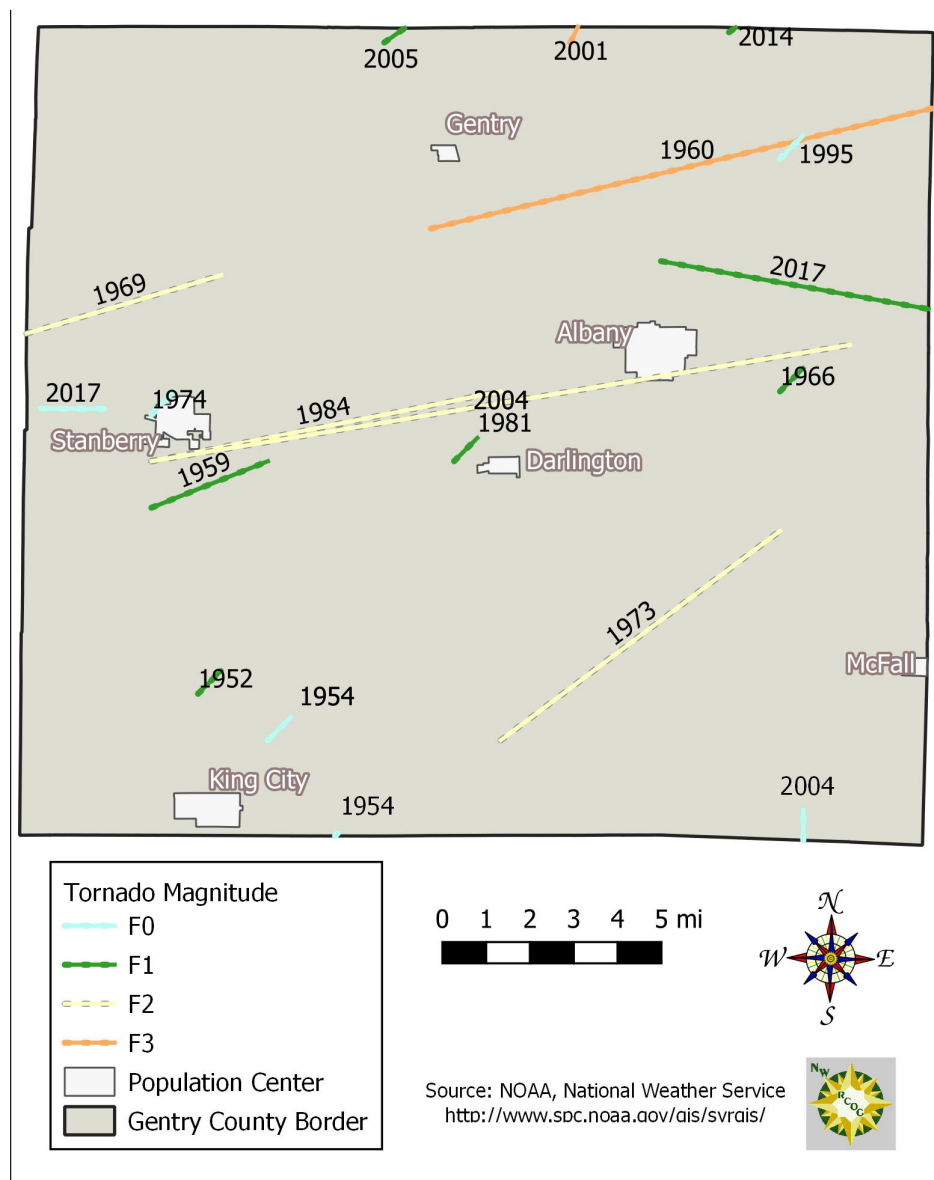 2005
2001
2014
Gentry
1960
1995
2017
1969
Albany
1966
2017
1974
1984
2004
1981
Stanberry
1959
Darlington
1973
McFall
1952
1954
King City
1954
2004
Tornado Magnitude
F0
F1
F2
F3
Population Center
Gentry County Border
0 1 2 3 4 5 mi
N
W E
S
Source: NOAA, National Weather Service
http://www.spc.noaa.gov/gis/svrgis/
NW
RCOG